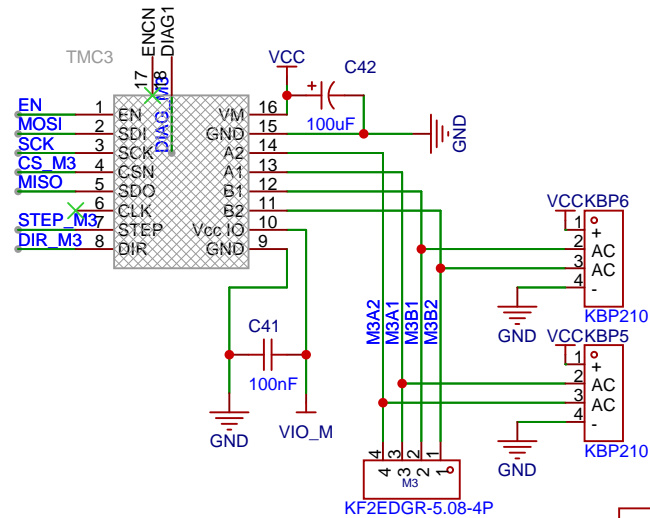 TMC3
ENCN
DIAG1
17
18
DIAG_M3
VCC
C42
+
100uF
GND
EN
1
EN
VM
16
MOSI
2
SDI
GND
15
SCK
3
SCK
A2
14
CS_M3
4
CSN
A1
13
MISO
5
SDO
B1
12
6
CLK
B2
11
STEP_M3
7
STEP
Vcc IO
10
DIR_M3
8
DIR
GND
9
C41
100nF
GND
VIO_M
M3A2
M3A1
M3B1
M3B2
VCC
KBP6
1
+
2
AC
3
AC
4
-
GND
KBP210
VCC
KBP5
1
+
2
AC
3
AC
4
-
GND
KBP210
4
3
2
1
4
3
2
1
M3
KF2EDGR-5.08-4P